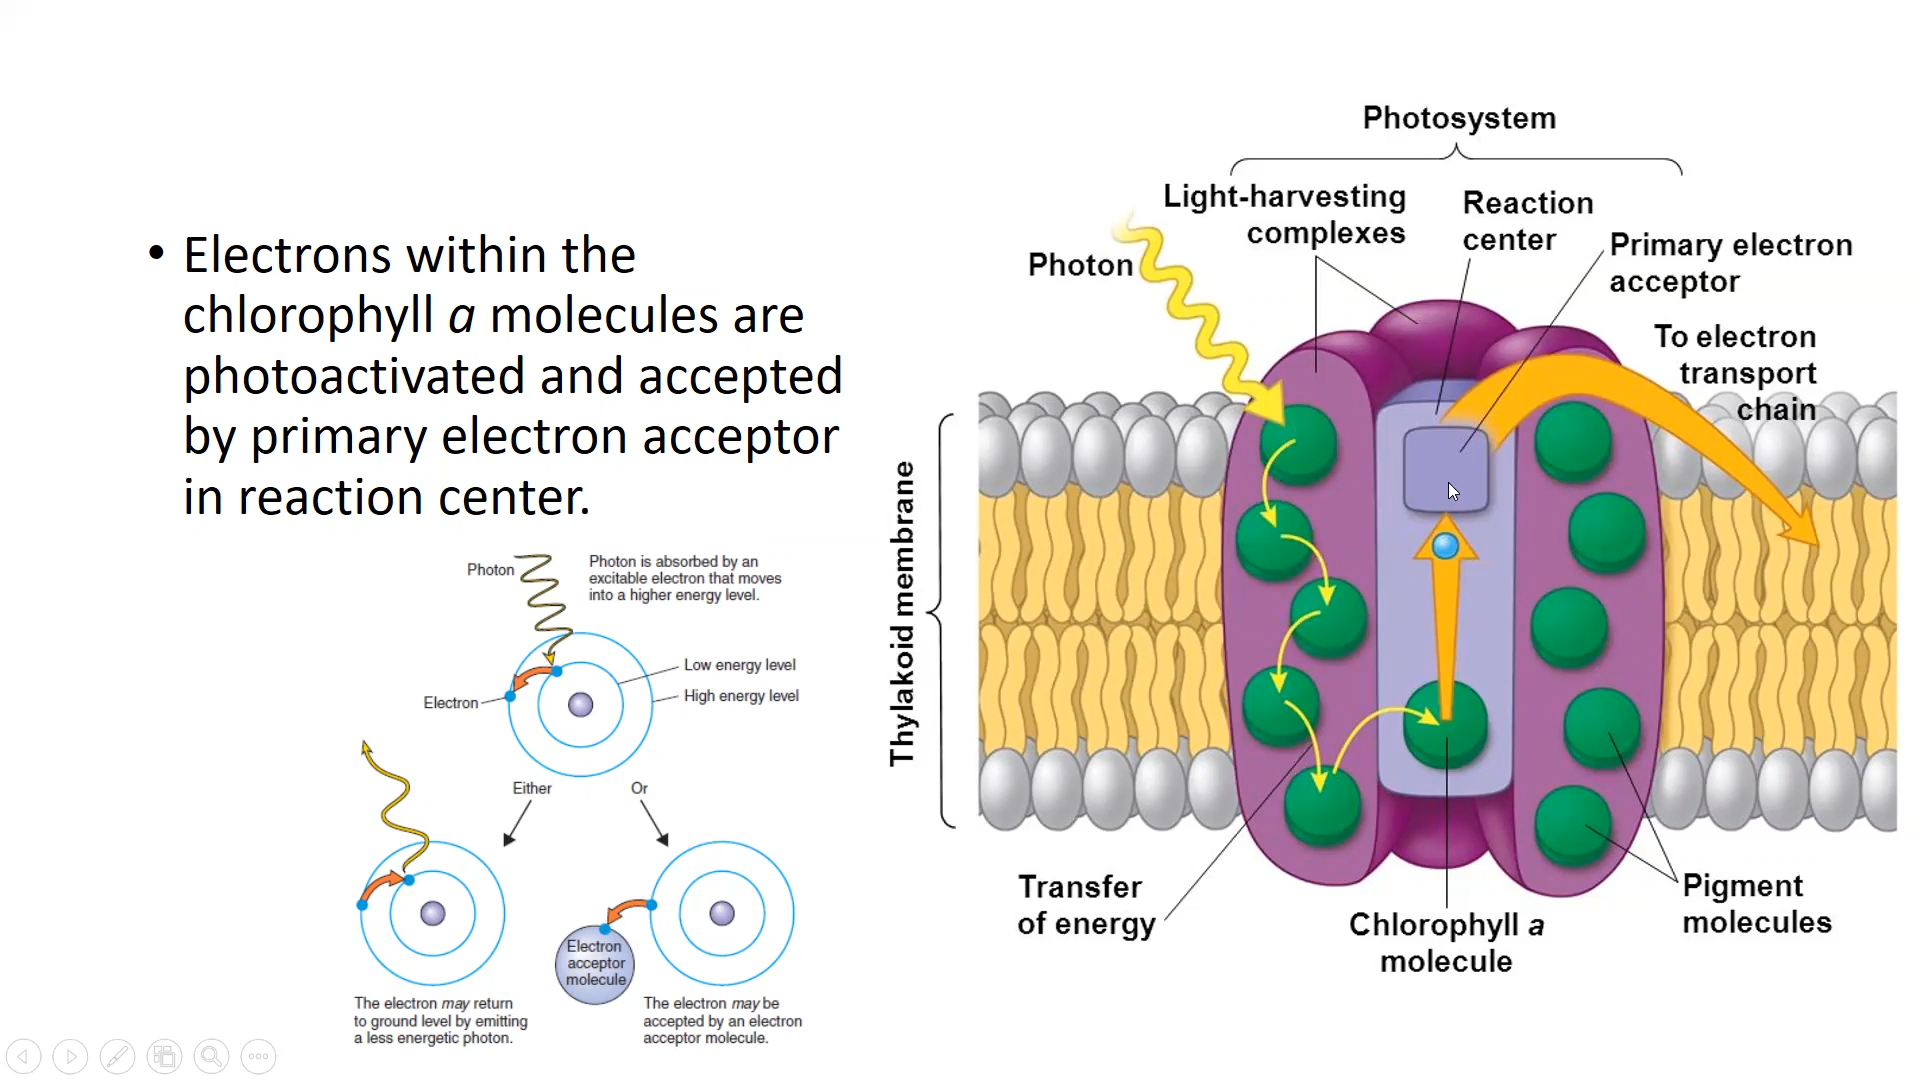 • Electrons within the
chlorophyll a molecules are
photoactivated and accepted
by primary electron acceptor
in reaction center.
Photon
Photon is absorbed by an
excitable electron that moves
into a higher energy level.
Low energy level
High energy level
Electron
Either
Or
Electron
acceptor
molecule
The electron may return
to ground level by emitting
a less energetic photon.
The electron may be
accepted by an electron
acceptor molecule.
Photosystem
Light-harvesting
complexes
Reaction
center
Primary electron
acceptor
Photon
To electron
transport
chain
Thylakoid membrane
Transfer
of energy
Chlorophyll a
molecule
Pigment
molecules